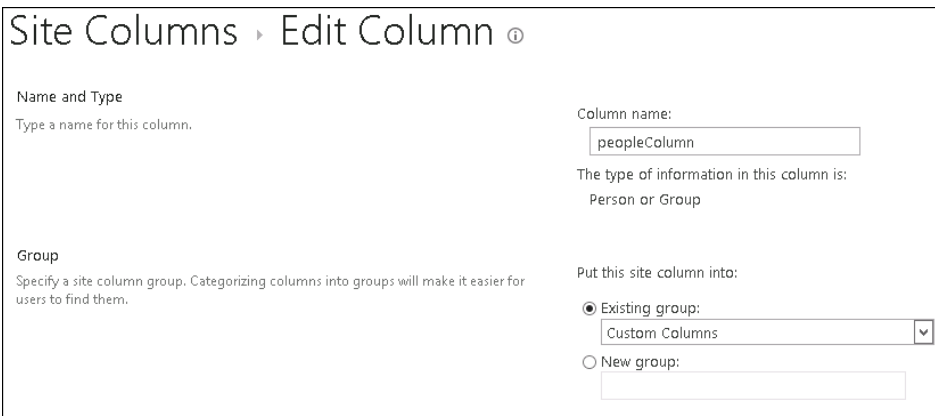 Site Columns ▸ Edit Column
Name and Type
Type a name for this column.
Column name:
peopleColumn
The type of information in this column is:
Person or Group
Group
Specify a site column group. Categorizing columns into groups will make it easier for
users to find them.
Put this site column into:
Existing group:
Custom Columns
New group: